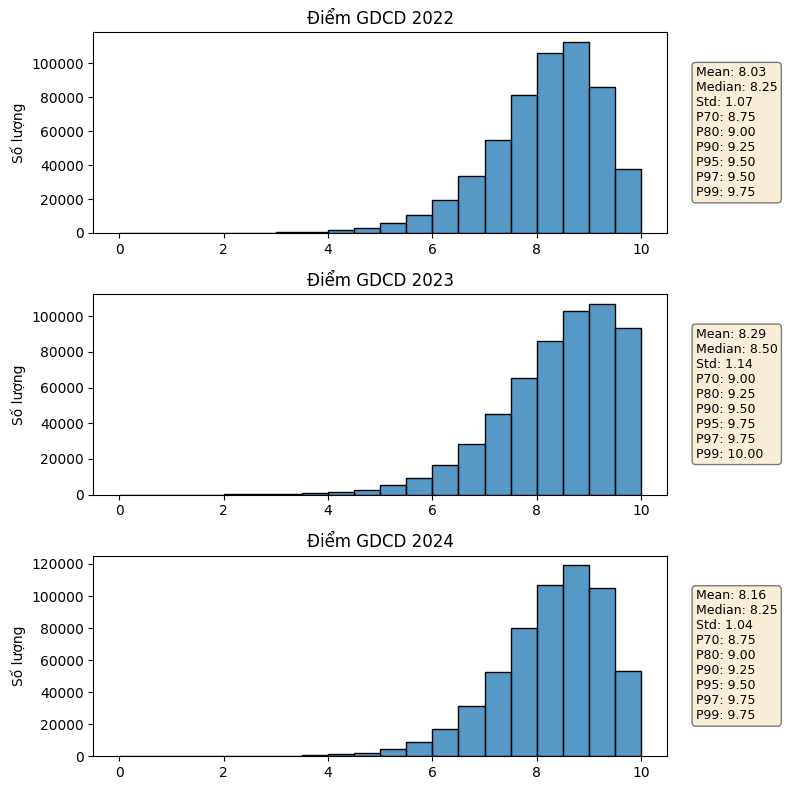 Điểm GDCD 2022
Số lượng
100000
80000
60000
40000
20000
0
0 2 4 6 8 10
Mean: 8.03
Median: 8.25
Std: 1.07
P70: 8.75
P80: 9.00
P90: 9.25
P95: 9.50
P97: 9.50
P99: 9.75
Điểm GDCD 2023
Số lượng
100000
80000
60000
40000
20000
0
0 2 4 6 8 10
Mean: 8.29
Median: 8.50
Std: 1.14
P70: 9.00
P80: 9.25
P90: 9.50
P95: 9.75
P97: 9.75
P99: 10.00
Điểm GDCD 2024
Số lượng
120000
100000
80000
60000
40000
20000
0
0 2 4 6 8 10
Mean: 8.16
Median: 8.25
Std: 1.04
P70: 8.75
P80: 9.00
P90: 9.25
P95: 9.50
P97: 9.75
P99: 9.75